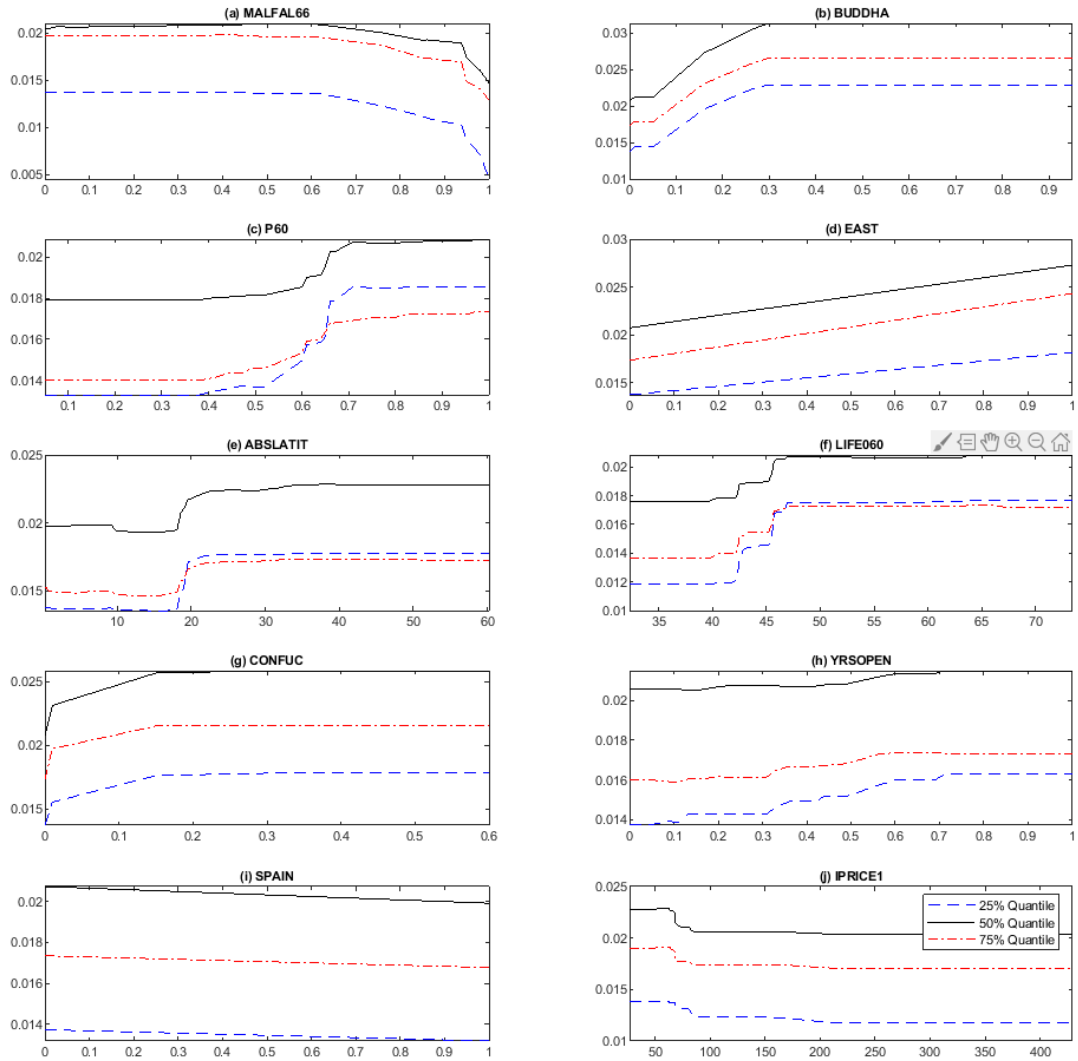 (a) MALFAL66
0.02
0.015
0.01
0.005
0 0.1 0.2 0.3 0.4 0.5 0.6 0.7 0.8 0.9 1
(b) BUDDHA
0.03
0.025
0.02
0.015
0.01
0 0.1 0.2 0.3 0.4 0.5 0.6 0.7 0.8 0.9
(c) P60
0.02
0.018
0.016
0.014
0.1 0.2 0.3 0.4 0.5 0.6 0.7 0.8 0.9 1
(d) EAST
0.03
0.025
0.02
0.015
0 0.1 0.2 0.3 0.4 0.5 0.6 0.7 0.8 0.9 1
(e) ABSLATIT
0.025
0.02
0.015
10 20 30 40 50 60
(f) LIFE060
0.02
0.018
0.016
0.014
0.012
0.01
35 40 45 50 55 60 65 70
(g) CONFUC
0.025
0.02
0.015
0 0.1 0.2 0.3 0.4 0.5 0.6
(h) YRSOPEN
0.02
0.018
0.016
0.014
0 0.1 0.2 0.3 0.4 0.5 0.6 0.7 0.8 0.9 1
(i) SPAIN
0.02
0.018
0.016
0.014
0 0.1 0.2 0.3 0.4 0.5 0.6 0.7 0.8 0.9 1
(j) IPRICE1
0.025
0.02
0.015
0.01
50 100 150 200 250 300 350 400
25% Quantile
50% Quantile
75% Quantile